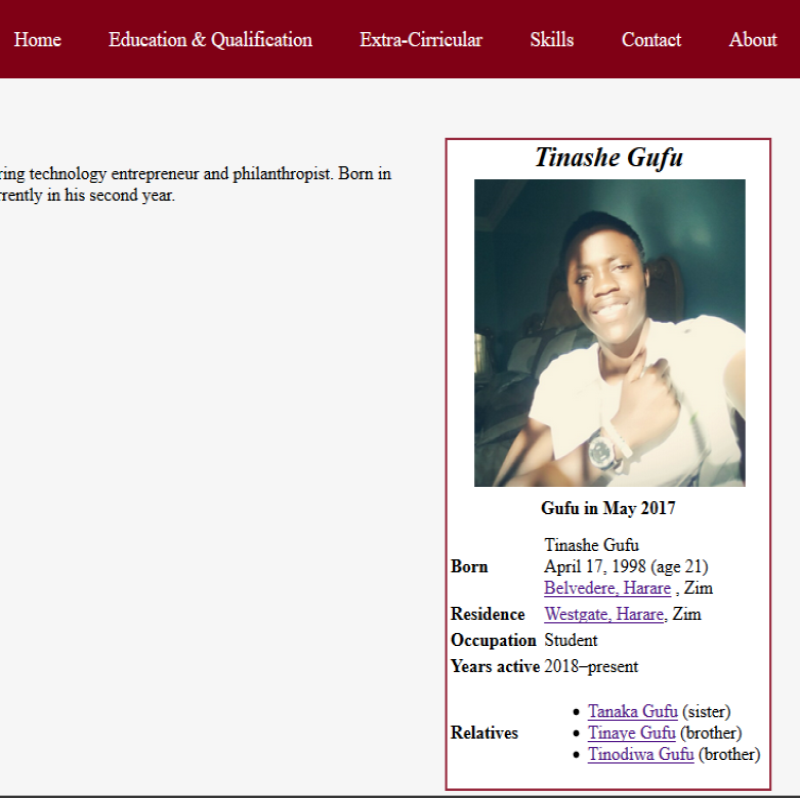 Home Education & Qualification Extra-Cirricular Skills Contact About
technology entrepreneur and philanthropist. Born in
in his second year.
Tinashe Gufu
Gufu in May 2017
Tinashe Gufu
Born April 17, 1998 (age 21)
Belvedere, Harare , Zim
Residence Westgate, Harare, Zim
Occupation Student
Years active 2018–present
• Tanaka Gufu (sister)
Relatives • Tinaye Gufu (brother)
• Tinodiwa Gufu (brother)